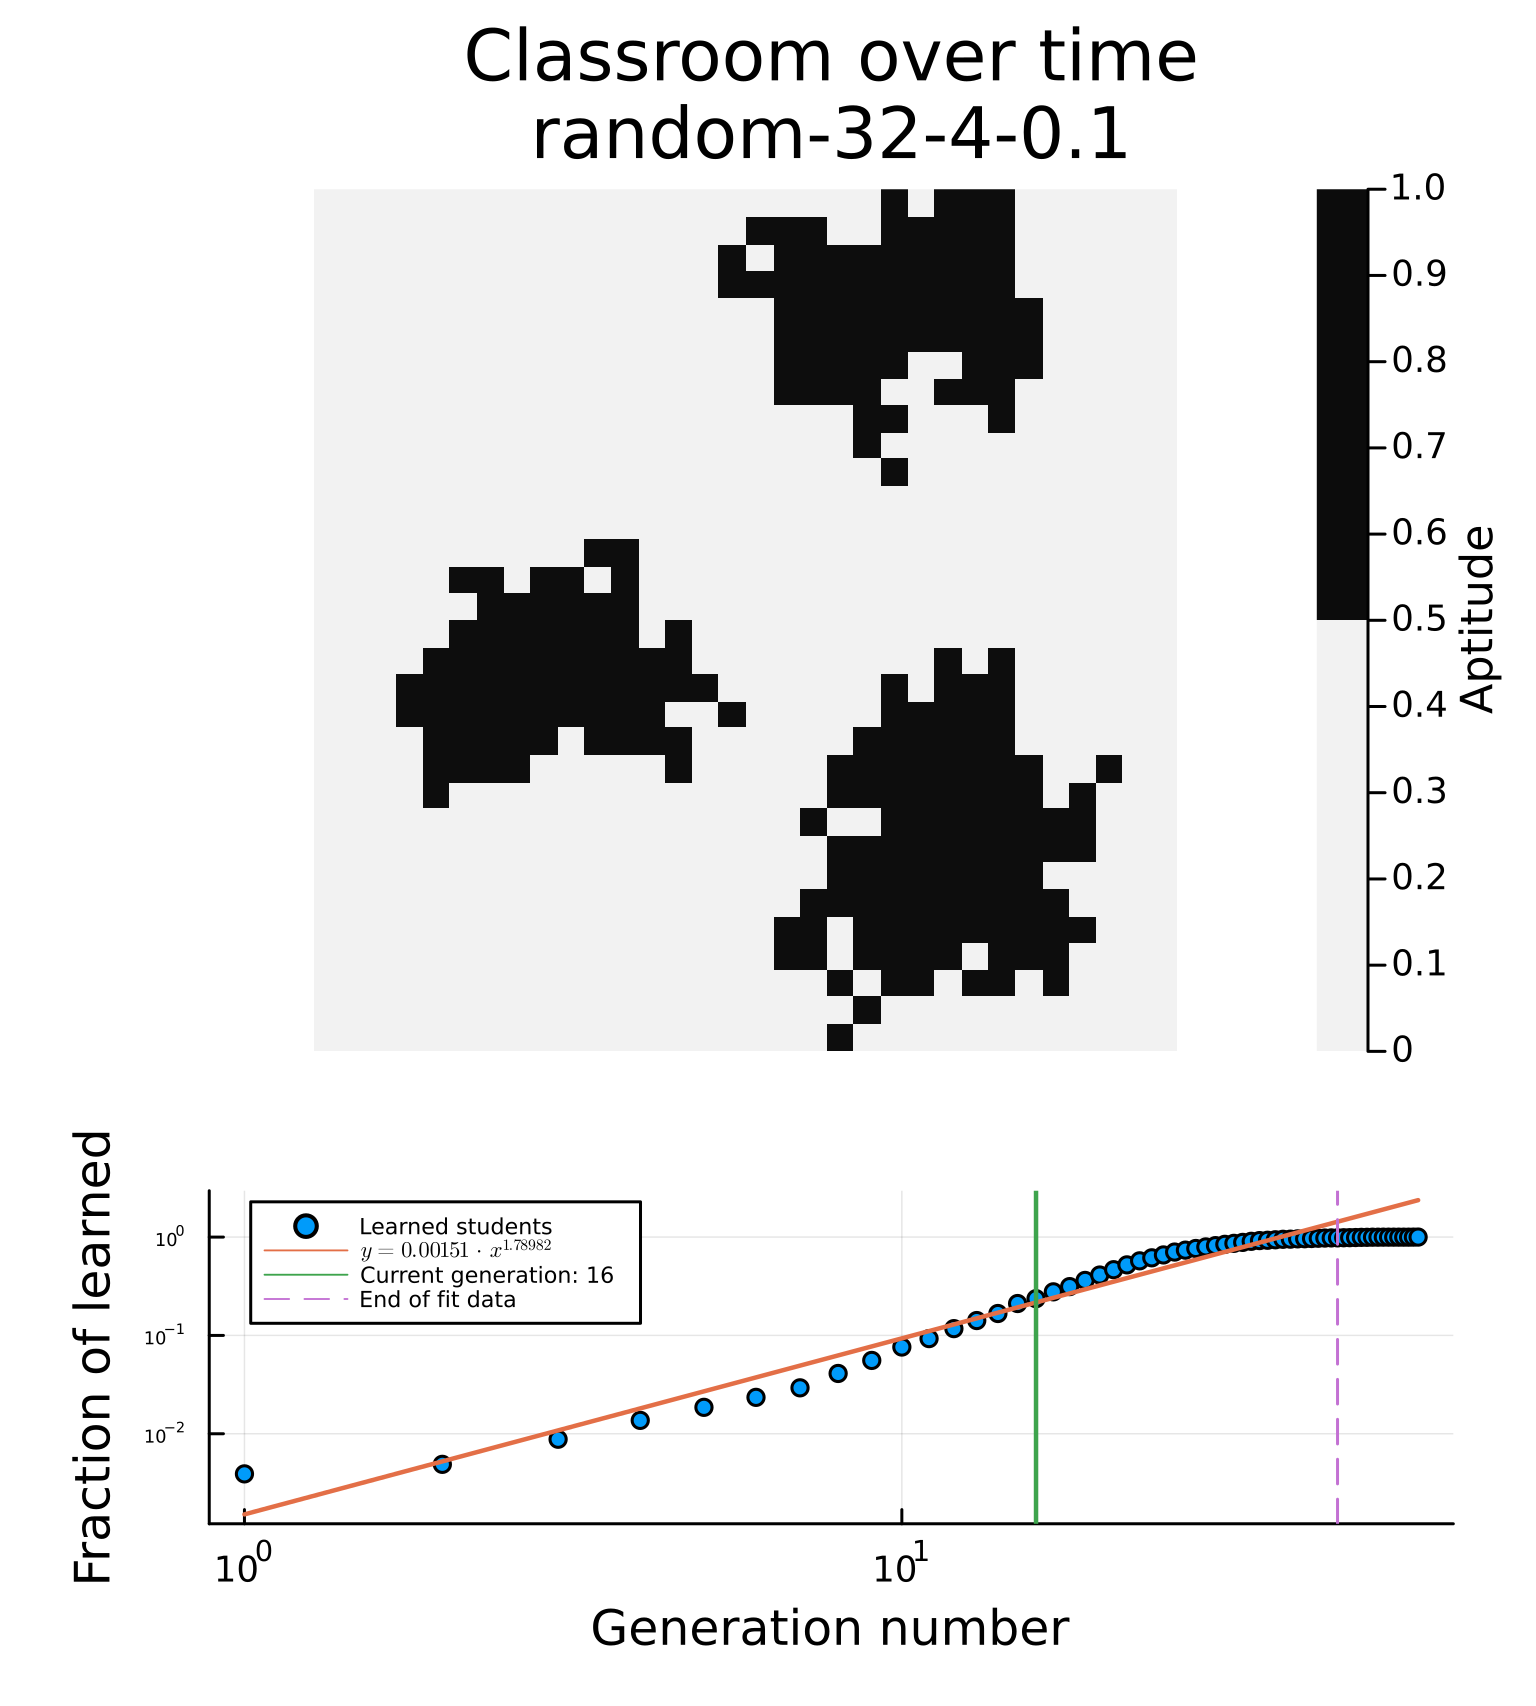 Classroom over time
random-32-4-0.1
1.0
0.9
0.8
0.7
0.6
0.5
0.4
0.3
0.2
0.1
0
Aptitude
Fraction of learned
10⁰
10⁻¹
10⁻²
Learned students
y = 0.00151 · x^1.78982
Current generation: 16
End of fit data
10⁰
10¹
Generation number